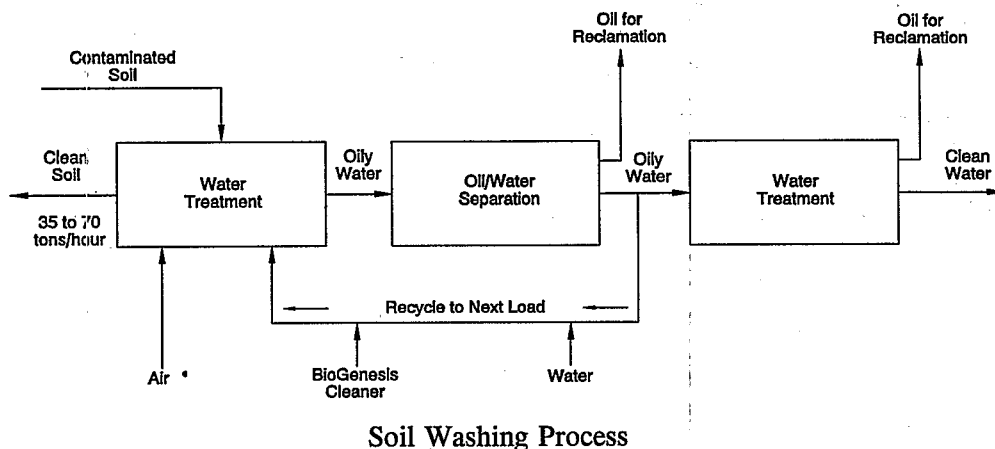 Oil for
Reclamation
Oil for
Reclamation
Contaminated
Soil
Clean
Soil
35 to 70
tons/hour
Water
Treatment
Oily
Water
Oil/Water
Separation
Oily
Water
Water
Treatment
Clean
Water
Recycle to Next Load
Air
BioGenesis
Cleaner
Water
Soil Washing Process